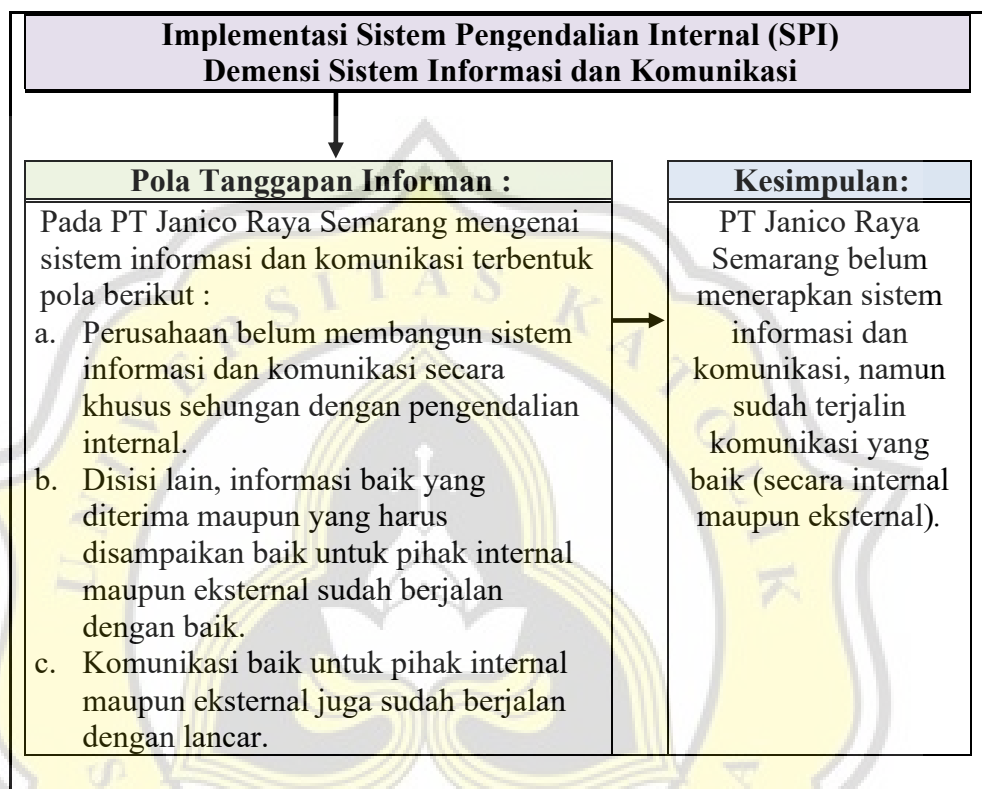 Implementasi Sistem Pengendalian Internal (SPI)
Demensi Sistem Informasi dan Komunikasi
Pola Tanggapan Informan :
Pada PT Janico Raya Semarang mengenai
sistem informasi dan komunikasi terbentuk
pola berikut :
a. Perusahaan belum membangun sistem
informasi dan komunikasi secara
khusus sehungan dengan pengendalian
internal.
b. Disisi lain, informasi baik yang
diterima maupun yang harus
disampaikan baik untuk pihak internal
maupun eksternal sudah berjalan
dengan baik.
c. Komunikasi baik untuk pihak internal
maupun eksternal juga sudah berjalan
dengan lancar.
Kesimpulan:
PT Janico Raya
Semarang belum
menerapkan sistem
informasi dan
komunikasi, namun
sudah terjalin
komunikasi yang
baik (secara internal
maupun eksternal).
UNIVERSITAS KATOLIK